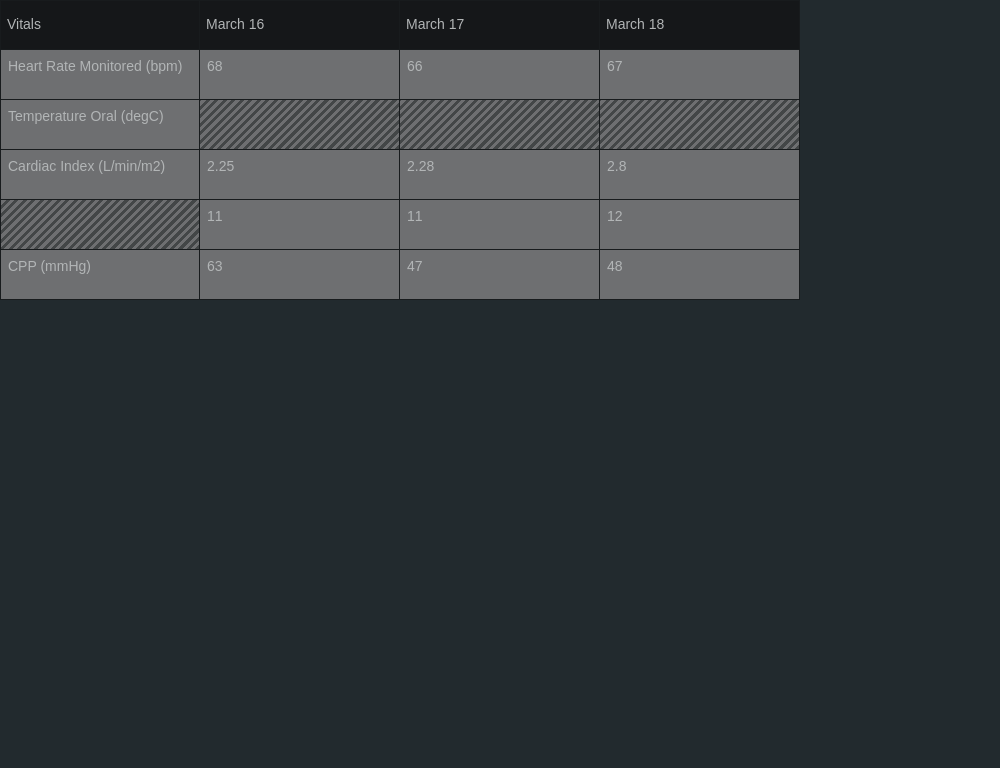 Vitals March 16 March 17 March 18
Heart Rate Monitored (bpm) 68 66 67
Temperature Oral (degC)
Cardiac Index (L/min/m2) 2.25 2.28 2.8
11 11 12
CPP (mmHg) 63 47 48